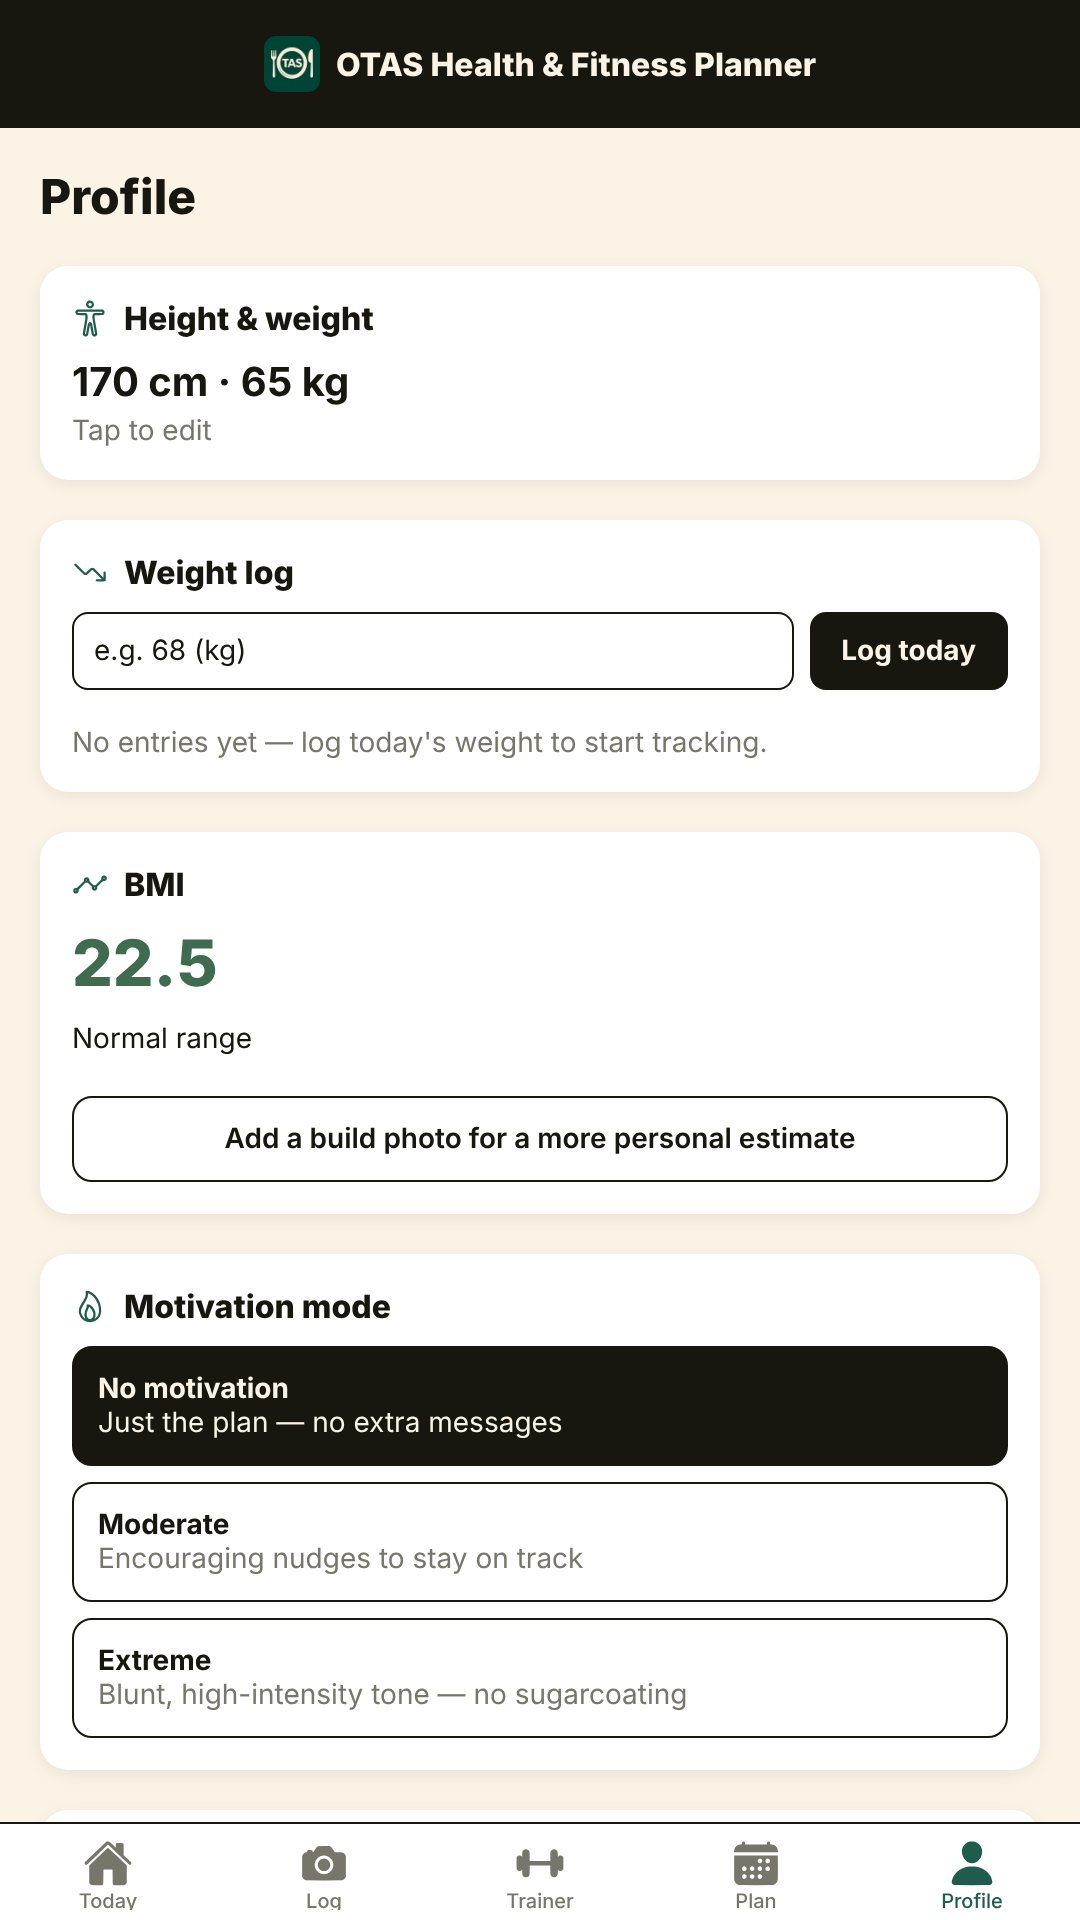 TAS
OTAS Health & Fitness Planner
Profile
Height & weight
170 cm · 65 kg
Tap to edit
Weight log
e.g. 68 (kg)
Log today
No entries yet — log today's weight to start tracking.
BMI
22.5
Normal range
Add a build photo for a more personal estimate
Motivation mode
No motivation
Just the plan — no extra messages
Moderate
Encouraging nudges to stay on track
Extreme
Blunt, high-intensity tone — no sugarcoating
Today
Log
Trainer
Plan
Profile